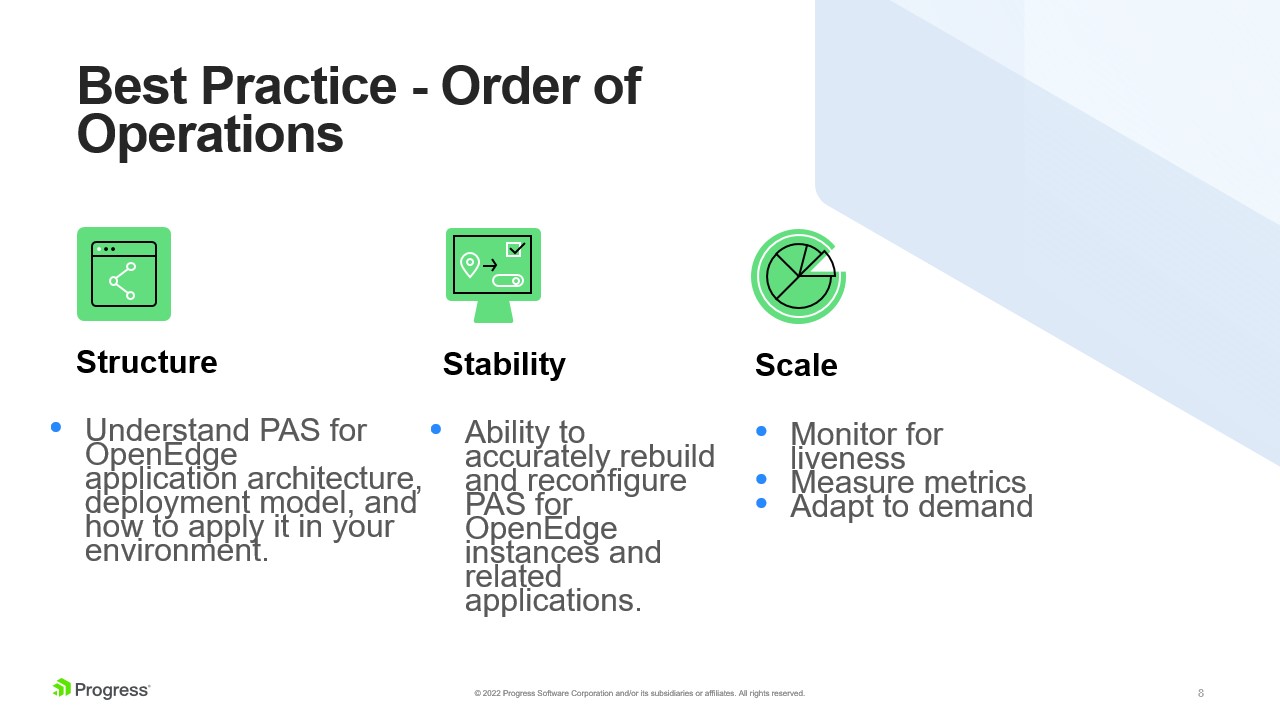 Best Practice - Order of
Operations
Structure
Understand PAS for
OpenEdge
application architecture,
deployment model, and
how to apply it in your
environment.
Stability
Ability to
accurately rebuild
and reconfigure
PAS for
OpenEdge
instances and
related
applications.
Scale
Monitor for
liveness
Measure metrics
Adapt to demand
Progress
© 2022 Progress Software Corporation and/or its subsidiaries or affiliates. All rights reserved.
8